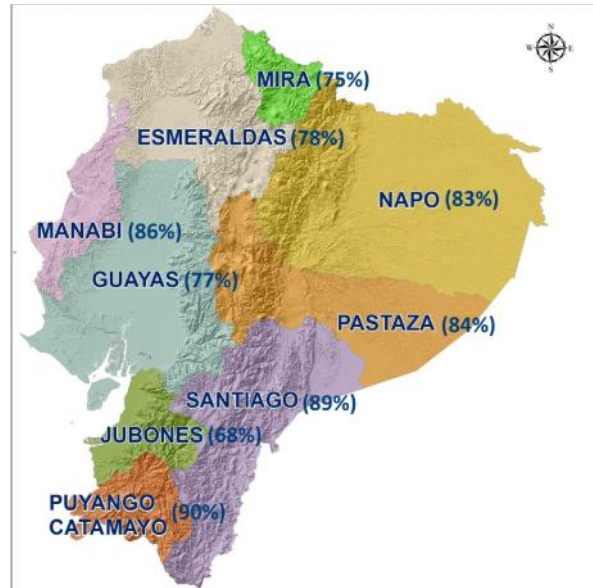 N
W E
S
MIRA (75%)
ESMERALDAS (78%)
NAPO (83%)
MANABI (86%)
GUAYAS (77%)
PASTAZA (84%)
SANTIAGO (89%)
JUBONES (68%)
PUYANGO
CATAMAYO (90%)